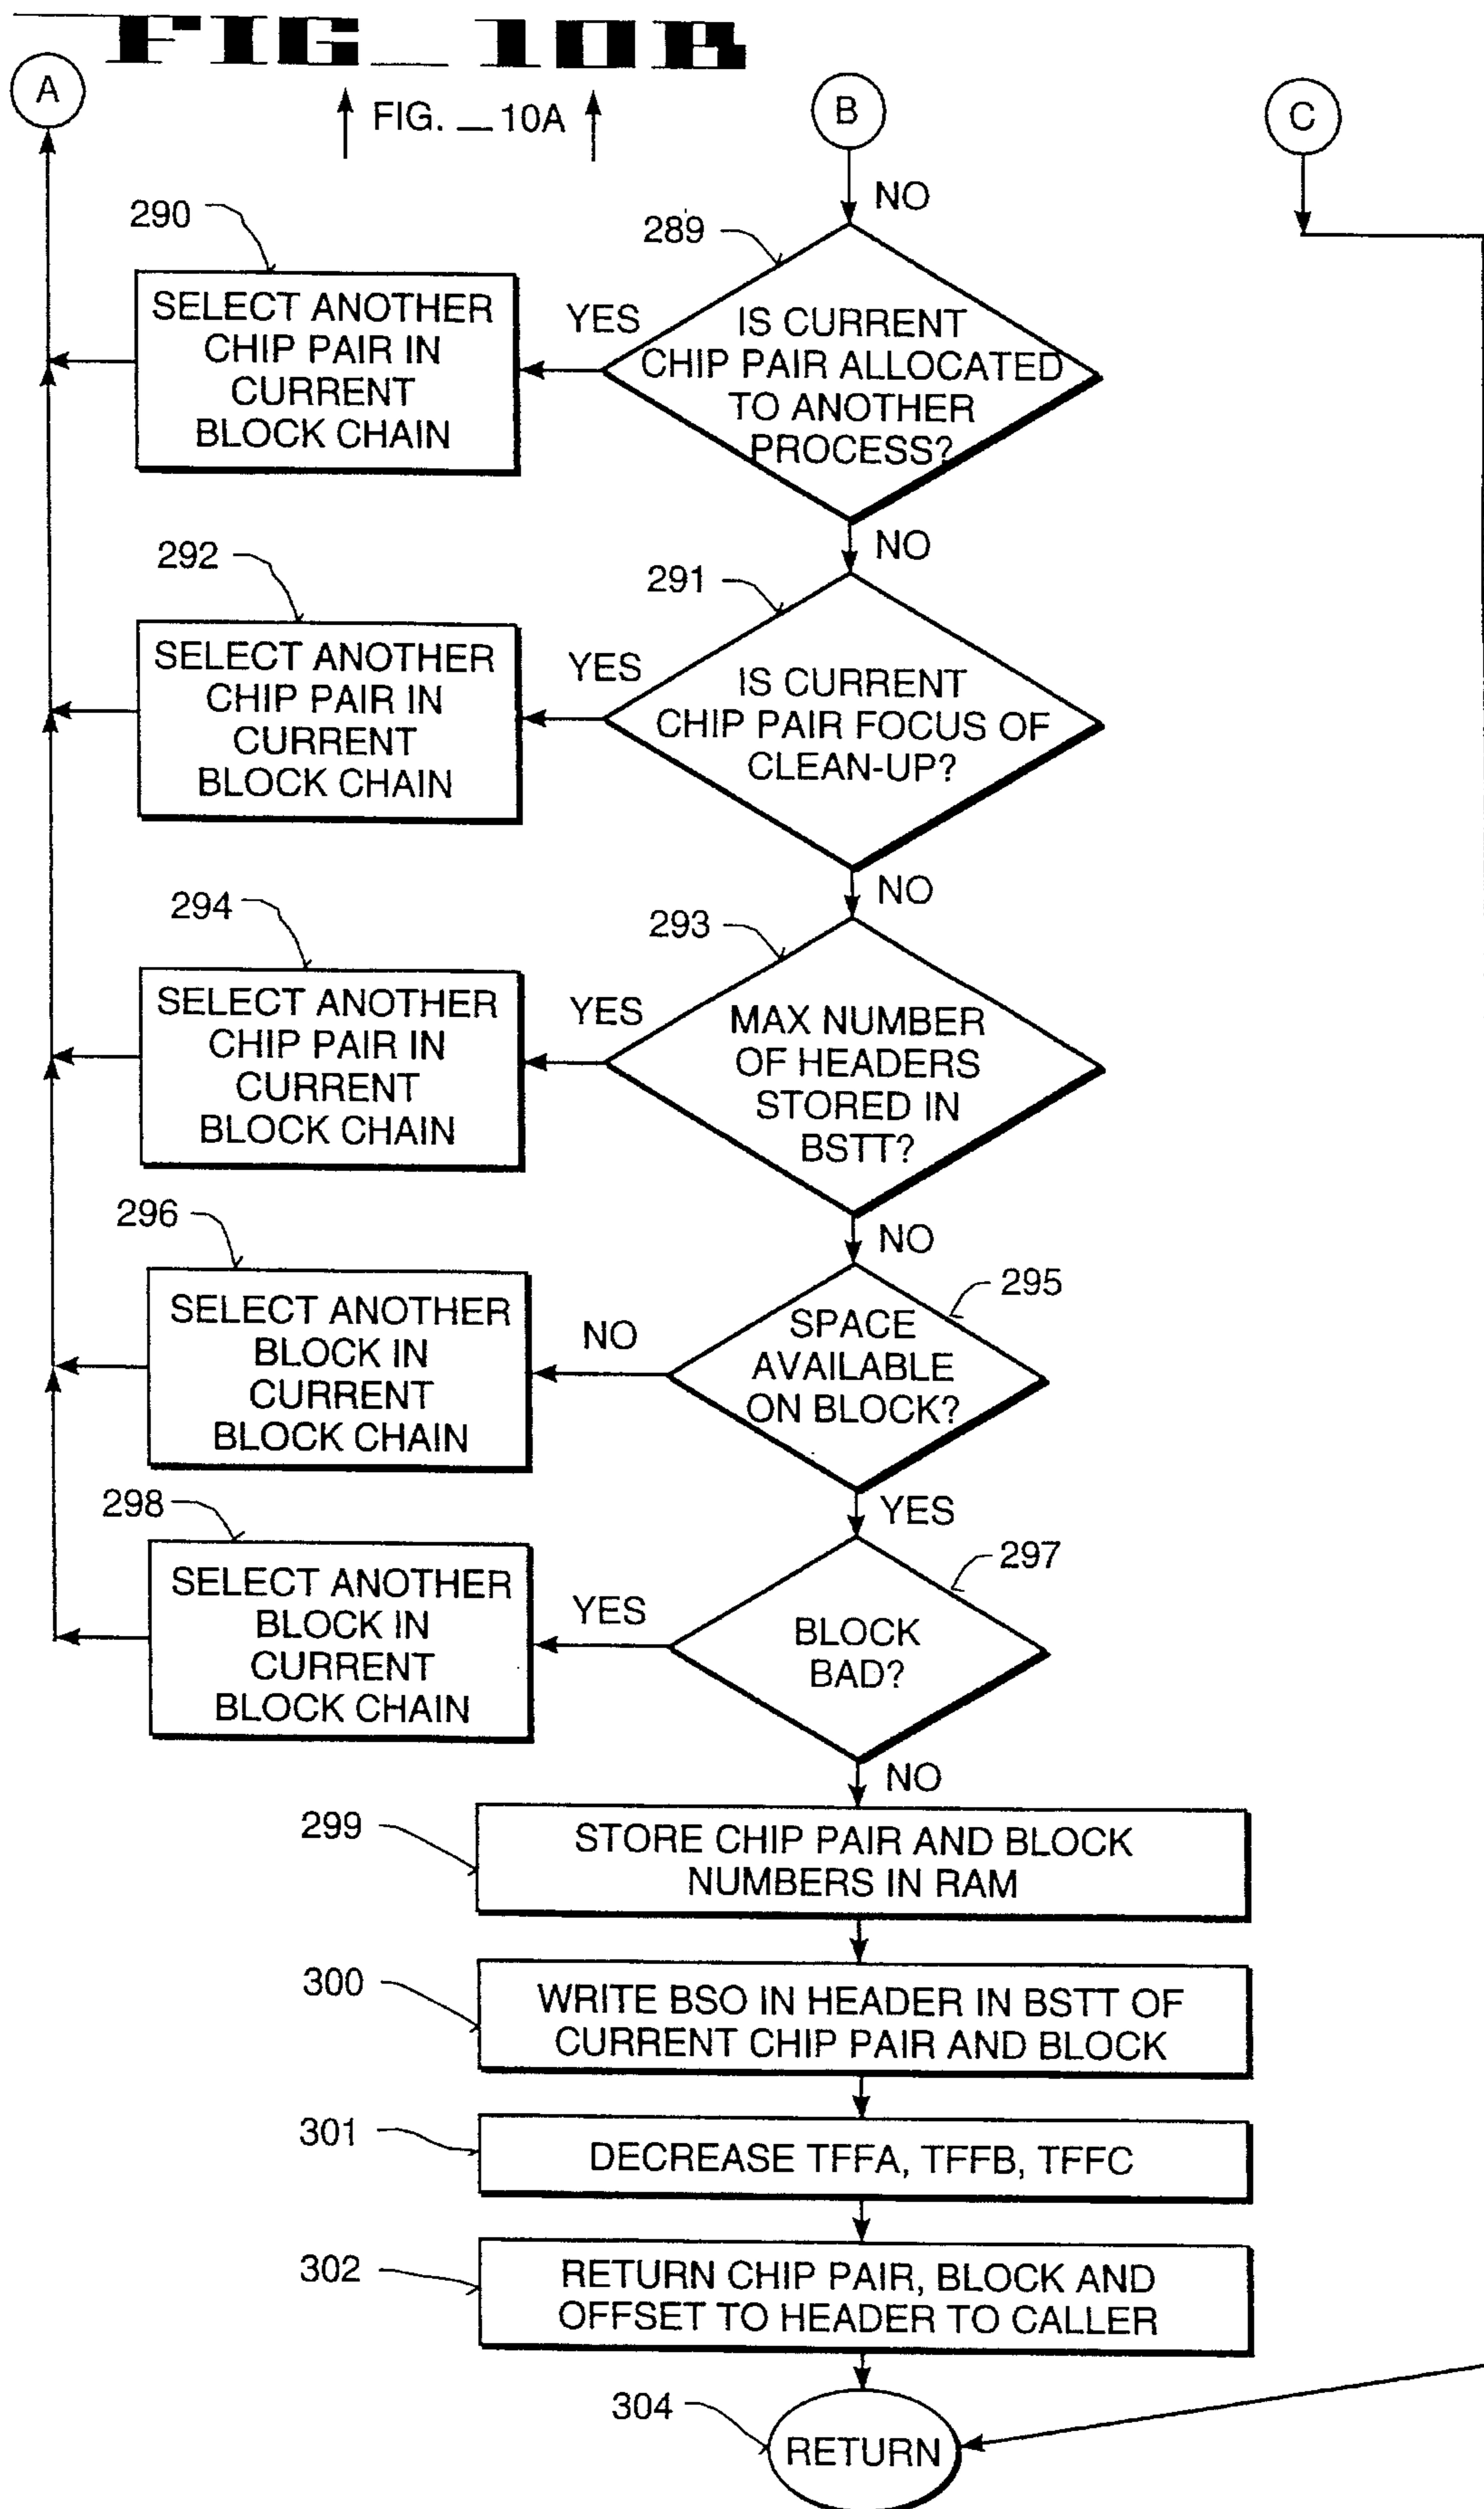 FIG_ 10B
A
FIG. _ 10A
B
C
NO
290
289
SELECT ANOTHER
CHIP PAIR IN
CURRENT
BLOCK CHAIN
YES
IS CURRENT
CHIP PAIR ALLOCATED
TO ANOTHER
PROCESS?
NO
292
291
SELECT ANOTHER
CHIP PAIR IN
CURRENT
BLOCK CHAIN
YES
IS CURRENT
CHIP PAIR FOCUS OF
CLEAN-UP?
NO
294
293
SELECT ANOTHER
CHIP PAIR IN
CURRENT
BLOCK CHAIN
YES
MAX NUMBER
OF HEADERS
STORED IN
BSTT?
NO
296
295
SELECT ANOTHER
BLOCK IN
CURRENT
BLOCK CHAIN
NO
SPACE
AVAILABLE
ON BLOCK?
YES
298
297
SELECT ANOTHER
BLOCK IN
CURRENT
BLOCK CHAIN
YES
BLOCK
BAD?
NO
299
STORE CHIP PAIR AND BLOCK
NUMBERS IN RAM
300
WRITE BSO IN HEADER IN BSTT OF
CURRENT CHIP PAIR AND BLOCK
301
DECREASE TFFA, TFFB, TFFC
302
RETURN CHIP PAIR, BLOCK AND
OFFSET TO HEADER TO CALLER
304
RETURN